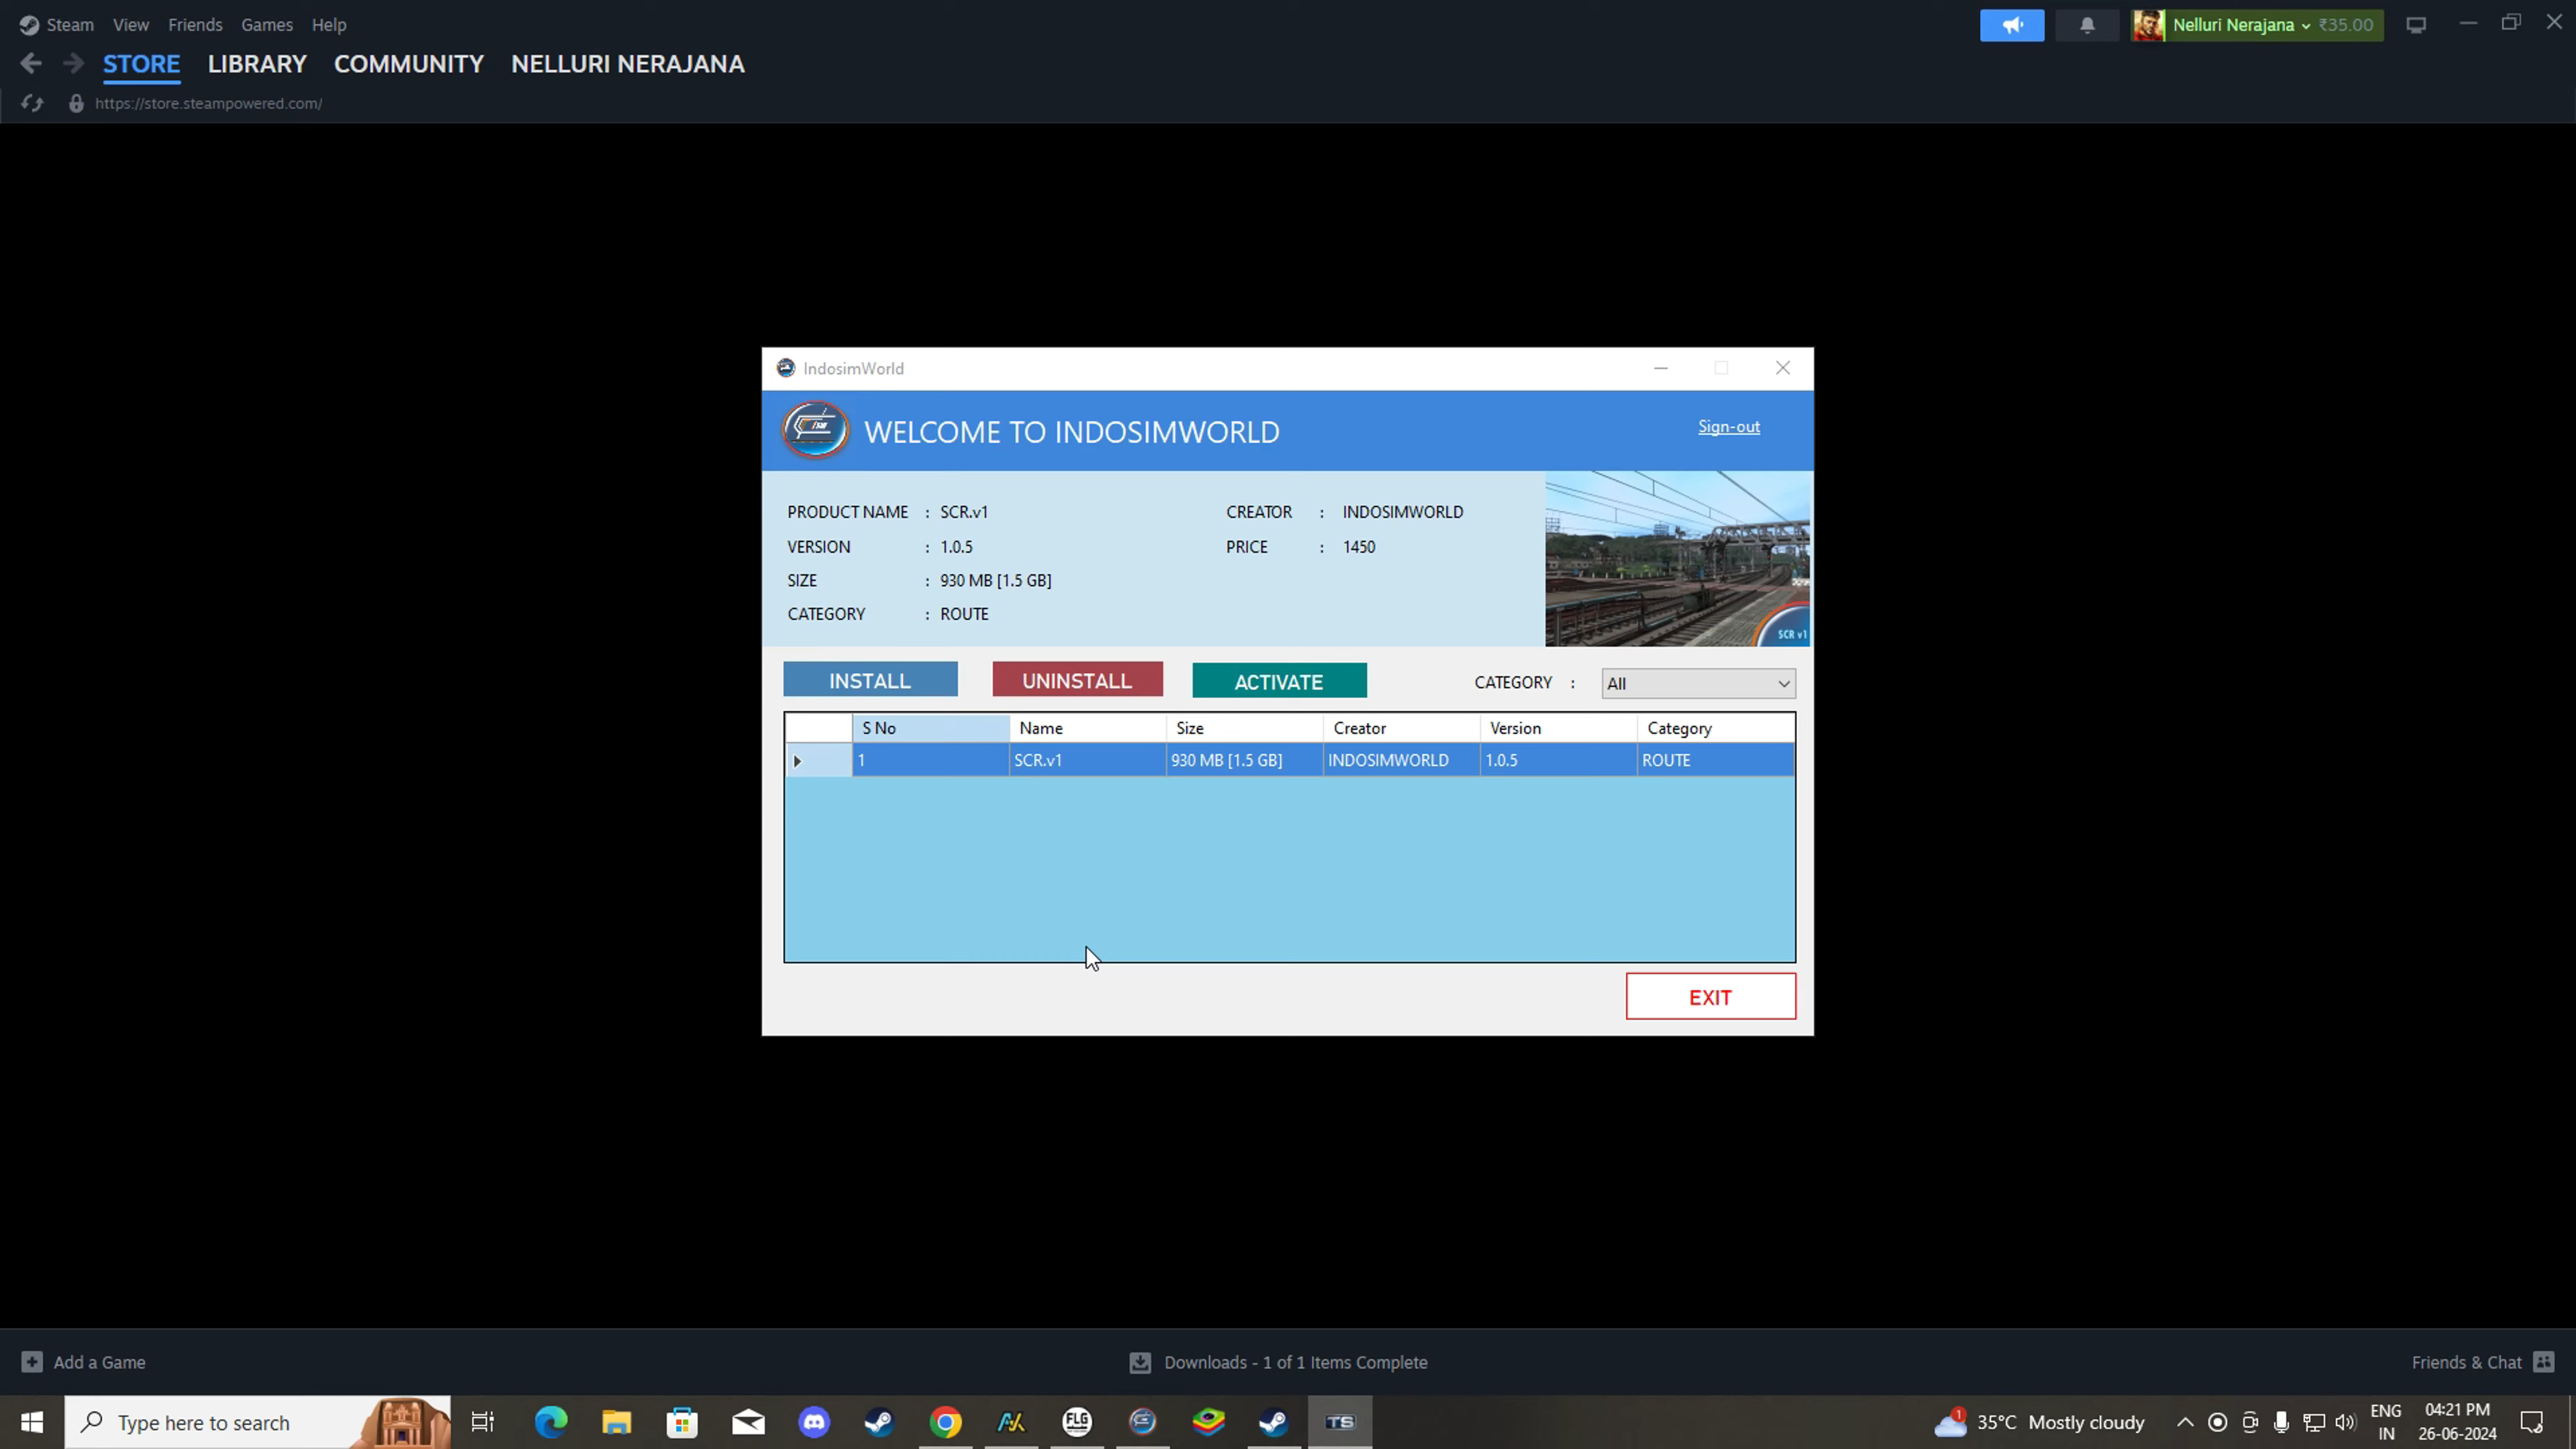 Steam View Friends Games Help
Nelluri Nerajana ₹35.00
STORE LIBRARY COMMUNITY NELLURI NERAJANA
https://store.steampowered.com/
IndosimWorld
WELCOME TO INDOSIMWORLD
Sign-out
PRODUCT NAME : SCR.v1
CREATOR : INDOSIMWORLD
VERSION : 1.0.5
PRICE : 1450
SIZE : 930 MB [1.5 GB]
CATEGORY : ROUTE
SCR v1
INSTALL UNINSTALL ACTIVATE CATEGORY : All
S No Name Size Creator Version Category
1 SCR.v1 930 MB [1.5 GB] INDOSIMWORLD 1.0.5 ROUTE
EXIT
Add a Game
Downloads - 1 of 1 Items Complete
Friends & Chat
Type here to search
FLG
TS
1
35°C Mostly cloudy
ENG
IN
04:21 PM
26-06-2024